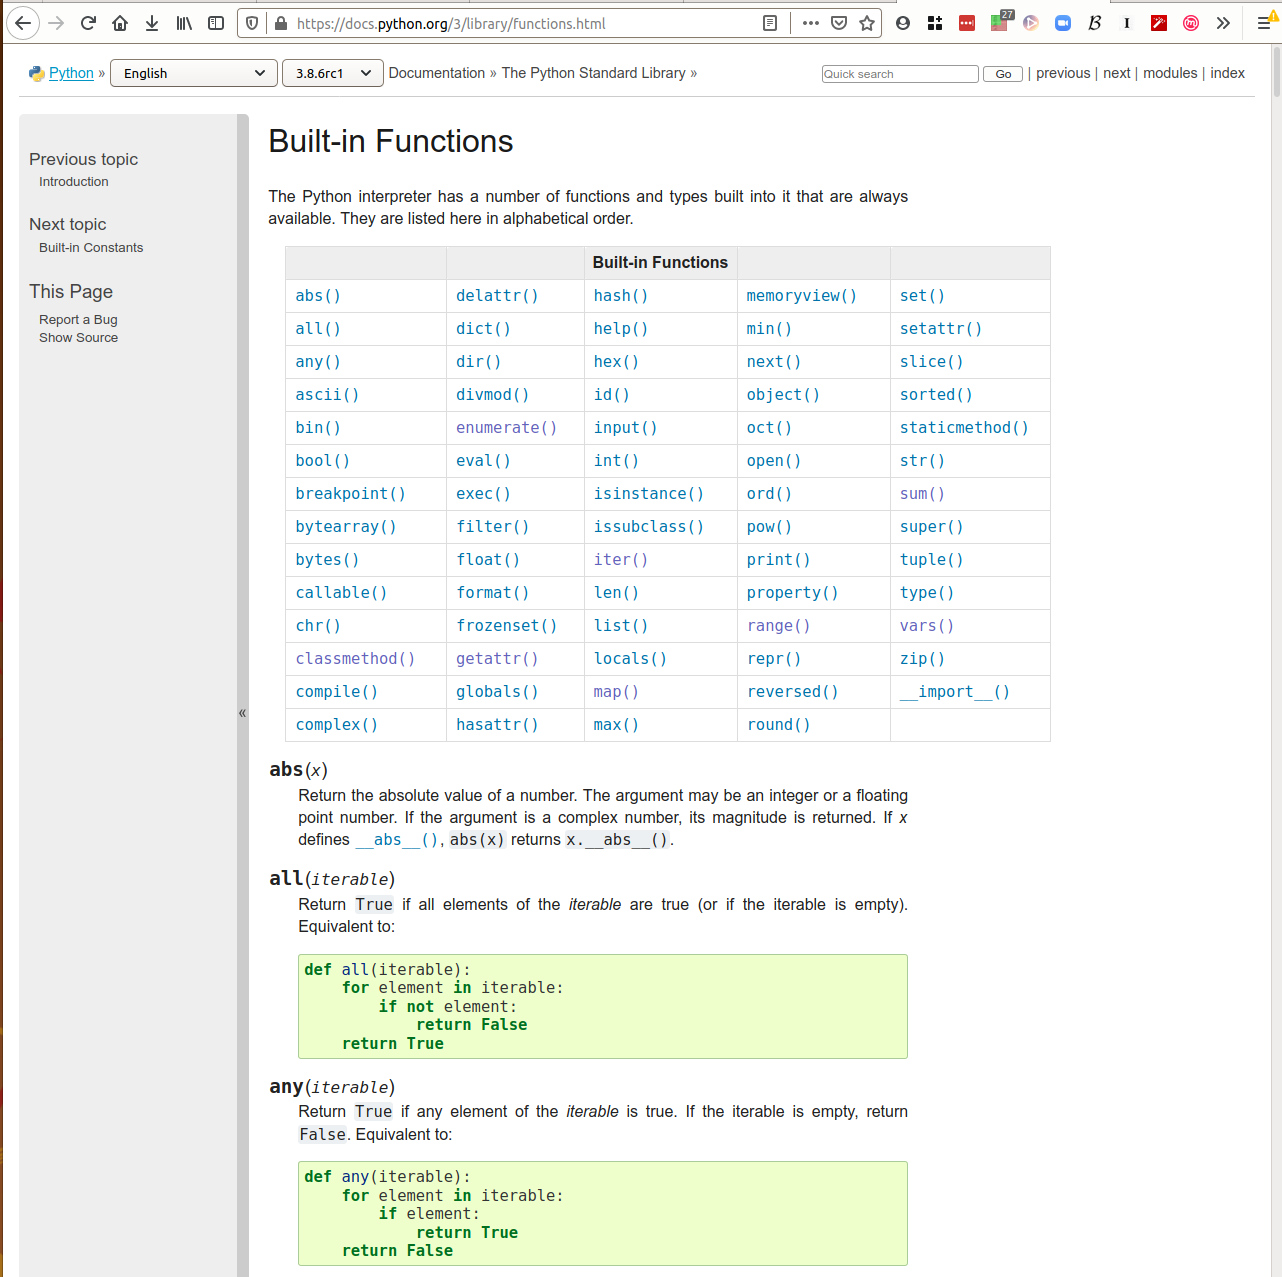 https://docs.python.org/3/library/functions.html
27
Python » English 3.8.6rc1 Documentation » The Python Standard Library » Quick search Go | previous | next | modules | index
Previous topic
Introduction
Next topic
Built-in Constants
This Page
Report a Bug
Show Source
«
Built-in Functions
The Python interpreter has a number of functions and types built into it that are always
available. They are listed here in alphabetical order.
Built-in Functions
abs() delattr() hash() memoryview() set()
all() dict() help() min() setattr()
any() dir() hex() next() slice()
ascii() divmod() id() object() sorted()
bin() enumerate() input() oct() staticmethod()
bool() eval() int() open() str()
breakpoint() exec() isinstance() ord() sum()
bytearray() filter() issubclass() pow() super()
bytes() float() iter() print() tuple()
callable() format() len() property() type()
chr() frozenset() list() range() vars()
classmethod() getattr() locals() repr() zip()
compile() globals() map() reversed() __import__()
complex() hasattr() max() round()
abs(x)
Return the absolute value of a number. The argument may be an integer or a floating
point number. If the argument is a complex number, its magnitude is returned. If x
defines __abs__(), abs(x) returns x.__abs__().
all(iterable)
Return True if all elements of the iterable are true (or if the iterable is empty).
Equivalent to:
def all(iterable):
    for element in iterable:
        if not element:
            return False
    return True
any(iterable)
Return True if any element of the iterable is true. If the iterable is empty, return
False. Equivalent to:
def any(iterable):
    for element in iterable:
        if element:
            return True
    return False